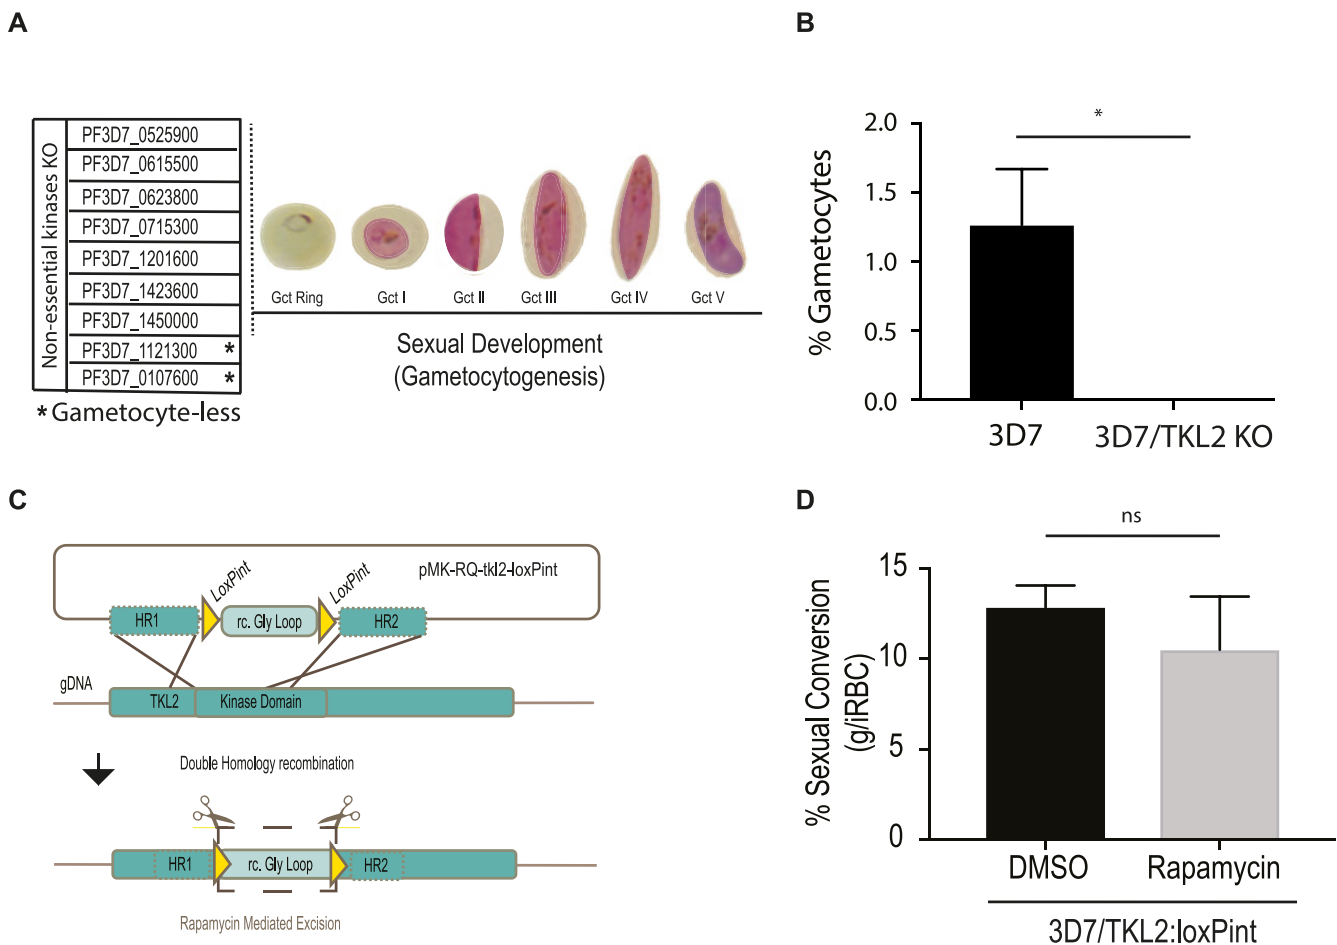 A
Non-essential kinases KO
PF3D7_0525900
PF3D7_0615500
PF3D7_0623800
PF3D7_0715300
PF3D7_1201600
PF3D7_1423600
PF3D7_1450000
PF3D7_1121300 *
PF3D7_0107600 *
* Gametocyte-less
Gct Ring
Gct I
Gct II
Gct III
Gct IV
Gct V
Sexual Development
(Gametocytogenesis)
B
*
2.0
1.5
1.0
0.5
0.0
% Gametocytes
3D7
3D7/TKL2 KO
C
LoxPint
LoxPint
pMK-RQ-tkl2-loxPint
HR1
rc. Gly Loop
HR2
gDNA
TKL2
Kinase Domain
Double Homology recombination
HR1
rc. Gly Loop
HR2
Rapamycin Mediated Excision
D
ns
15
10
5
0
% Sexual Conversion
(g/iRBC)
DMSO
Rapamycin
3D7/TKL2:loxPint